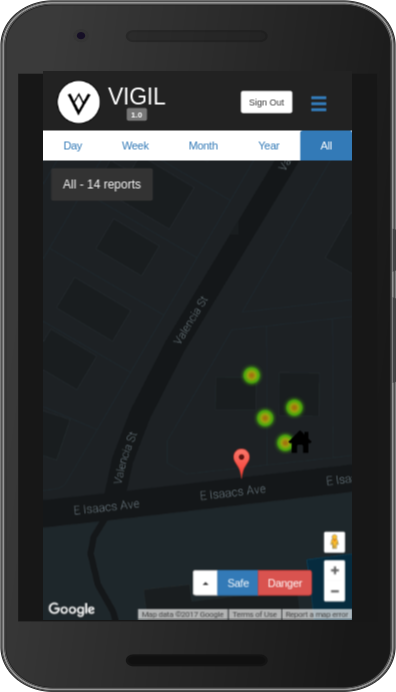 VIGIL
1.0
Sign Out
Day Week Month Year All
All - 14 reports
Va
Valencia St
Valencia St
E Isaacs Ave
E Isaacs Ave
E Isa
Safe Danger
Google
Map data ©2017 Google Terms of Use Report a map error